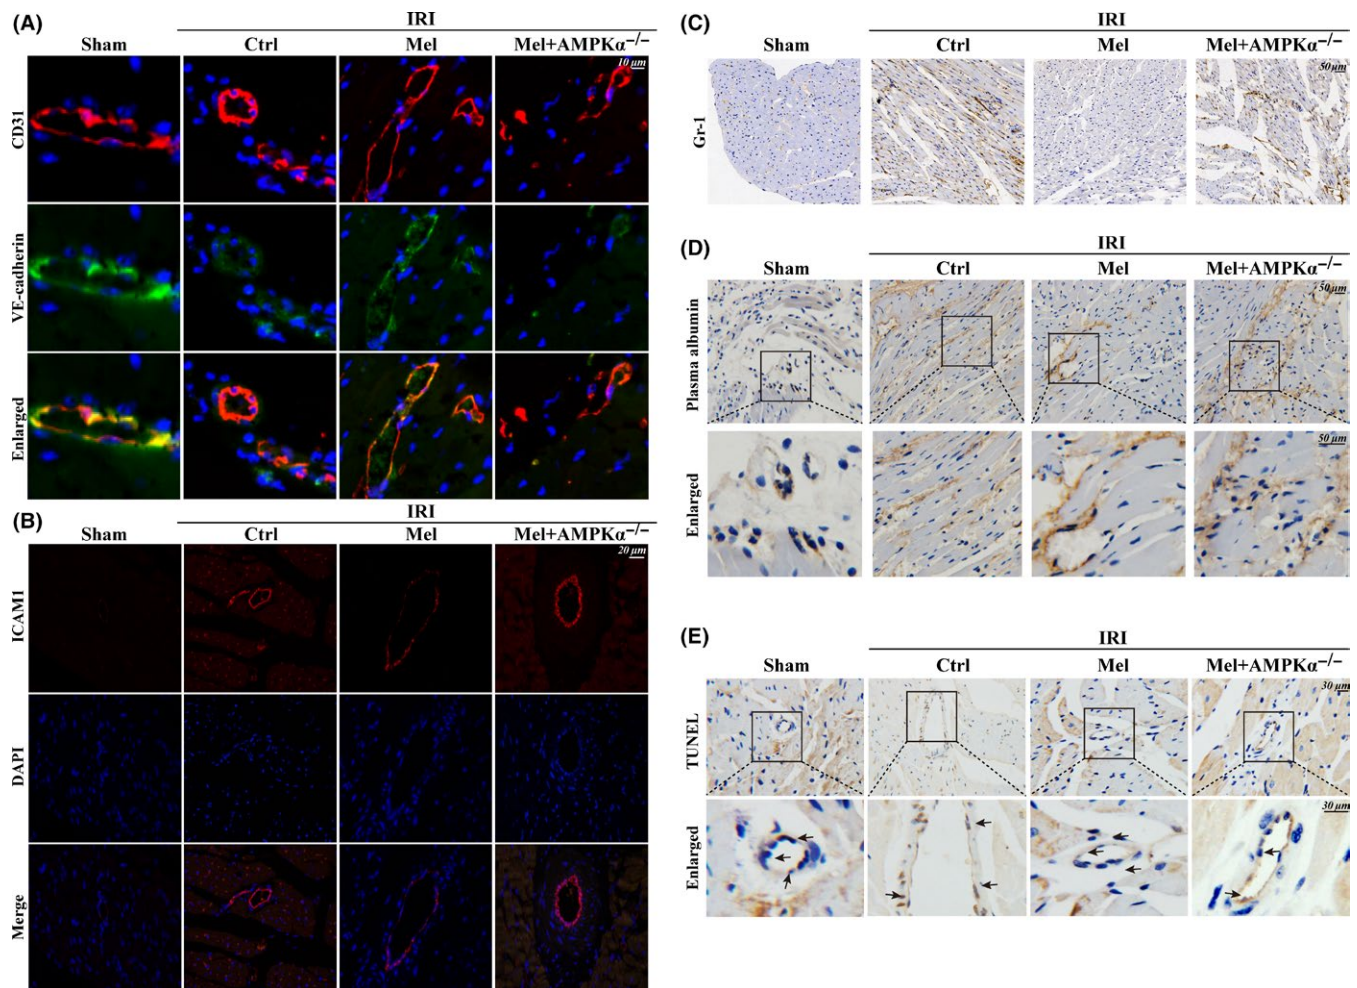 (A)
IRI
Sham Ctrl Mel Mel+AMPKα−/−
10 μm
CD31
VE-cadherin
Enlarged
(B)
IRI
Sham Ctrl Mel Mel+AMPKα−/−
20 μm
ICAM1
DAPI
Merge
(C)
IRI
Sham Ctrl Mel Mel+AMPKα−/−
50 μm
Gr-1
(D)
IRI
Sham Ctrl Mel Mel+AMPKα−/−
50 μm
Plasma albumin
50 μm
Enlarged
(E)
IRI
Sham Ctrl Mel Mel+AMPKα−/−
30 μm
TUNEL
30 μm
Enlarged